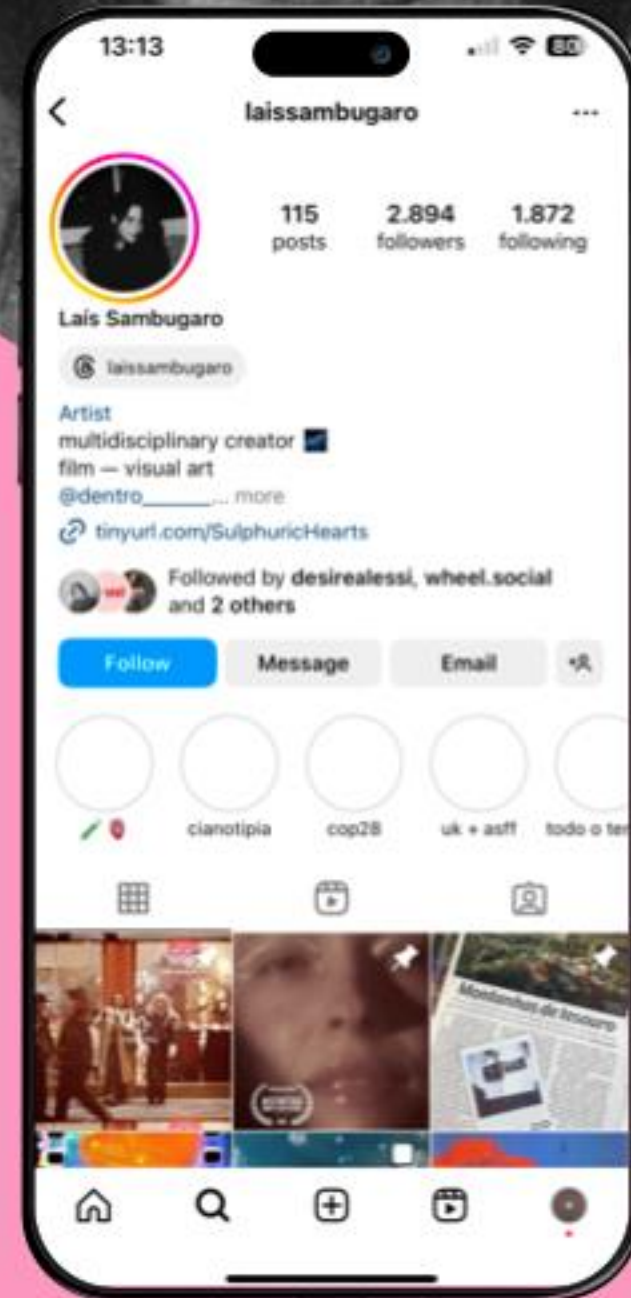 13:13
80
laissambugaro
115 2.894 1.872
posts followers following
Laís Sambugaro
laissambugaro
Artist
multidisciplinary creator
film — visual art
@dentro______... more
tinyurl.com/SulphuricHearts
Followed by desirealessi, wheel.social
and 2 others
Follow Message Email
cianotipia cop28 uk + asff todo o ter
Montanhas de tesouro